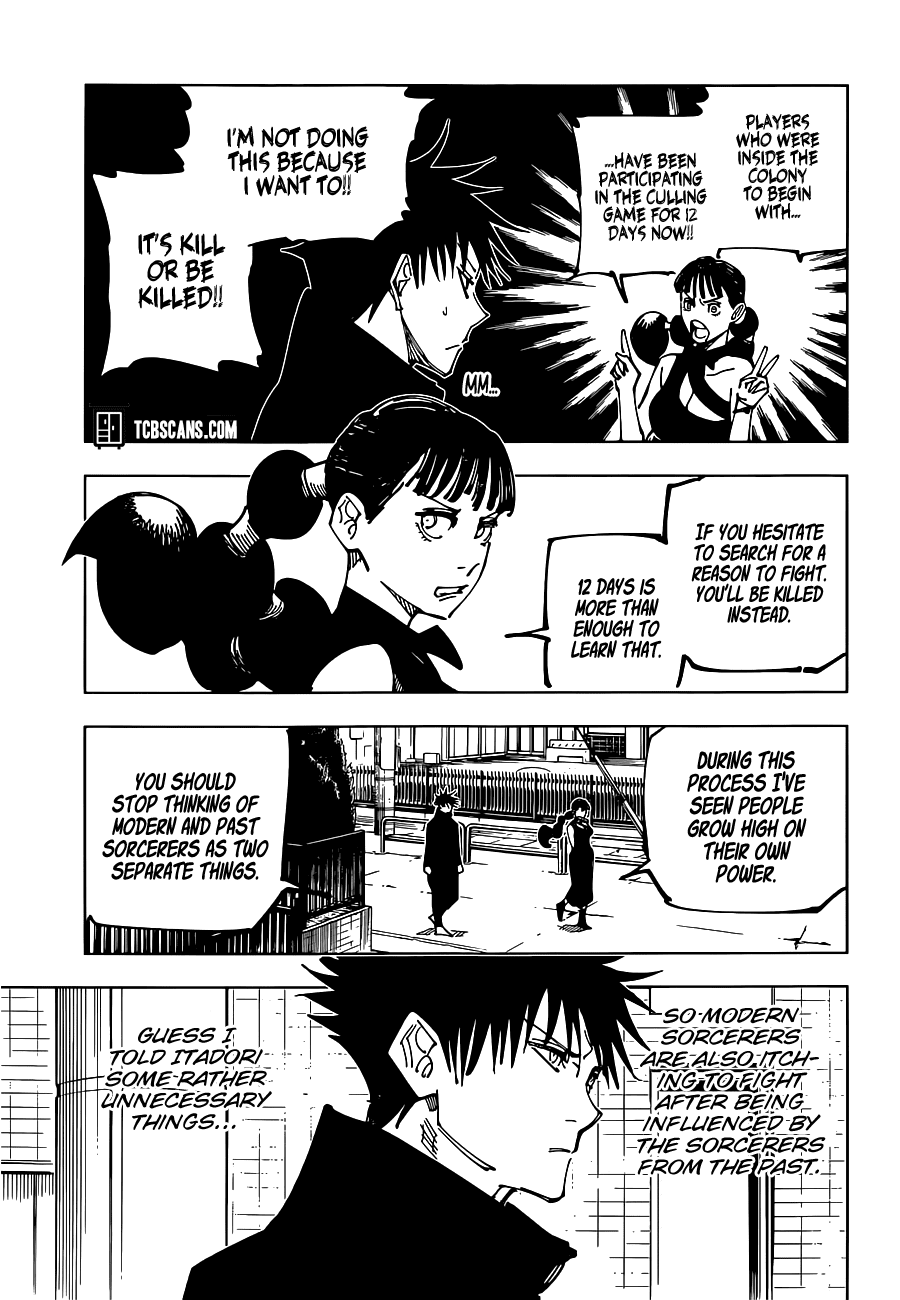 PLAYERS
WHO WERE
INSIDE THE
COLONY
TO BEGIN
WITH...
...HAVE BEEN
PARTICIPATING
IN THE CULLING
GAME FOR 12
DAYS NOW!!
I'M NOT DOING
THIS BECAUSE
I WANT TO!!
IT'S KILL
OR BE
KILLED!!
MM...
TCBSCANS.COM
IF YOU HESITATE
TO SEARCH FOR A
REASON TO FIGHT.
YOU'LL BE KILLED
INSTEAD.
12 DAYS IS
MORE THAN
ENOUGH TO
LEARN THAT.
DURING THIS
PROCESS I'VE
SEEN PEOPLE
GROW HIGH ON
THEIR OWN
POWER.
YOU SHOULD
STOP THINKING OF
MODERN AND PAST
SORCERERS AS TWO
SEPARATE THINGS.
SO MODERN
SORCERERS
ARE ALSO ITCH-
ING TO FIGHT
AFTER BEING
INFLUENCED BY
THE SORCERERS
FROM THE PAST.
GUESS I
TOLD ITADORI
SOME RATHER
UNNECESSARY
THINGS...